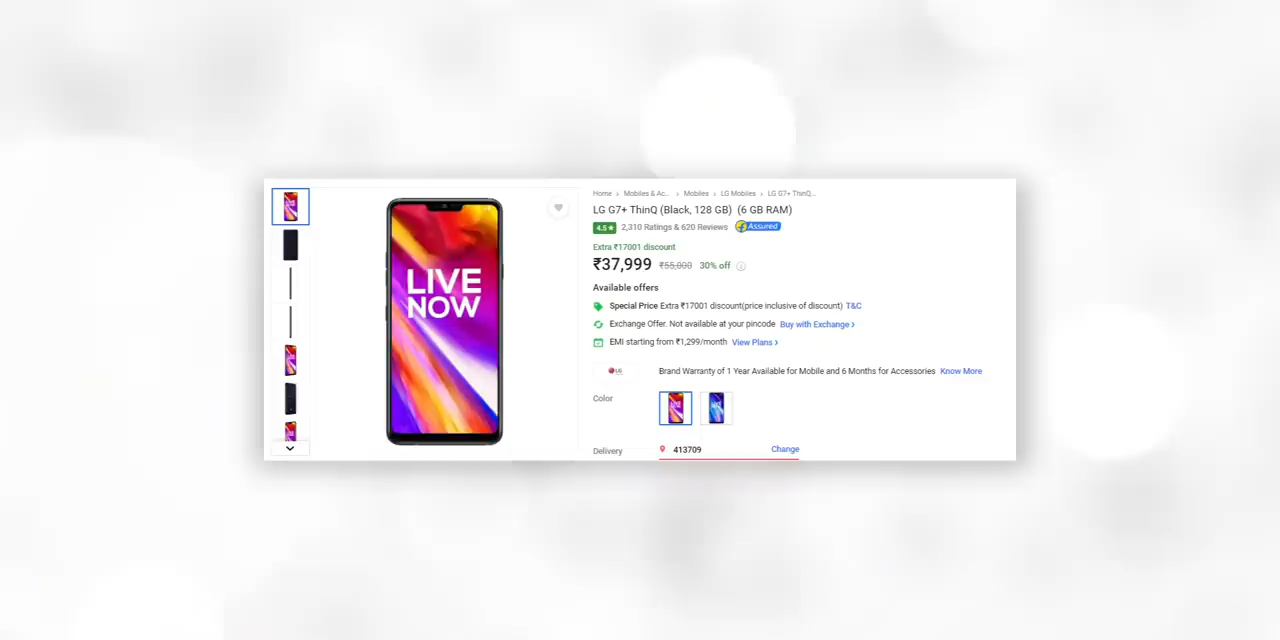 LIVE
NOW
Home › Mobiles & Ac... › Mobiles › LG Mobiles › LG G7+ ThinQ...
LG G7+ ThinQ (Black, 128 GB) (6 GB RAM)
4.5★ 2,310 Ratings & 620 Reviews Assured
Extra ₹17001 discount
₹37,999 ₹55,000 30% off
Available offers
Special Price Extra ₹17001 discount(price inclusive of discount) T&C
Exchange Offer. Not available at your pincode Buy with Exchange ›
EMI starting from ₹1,299/month View Plans ›
LG Brand Warranty of 1 Year Available for Mobile and 6 Months for Accessories Know More
Color
Delivery 413709 Change